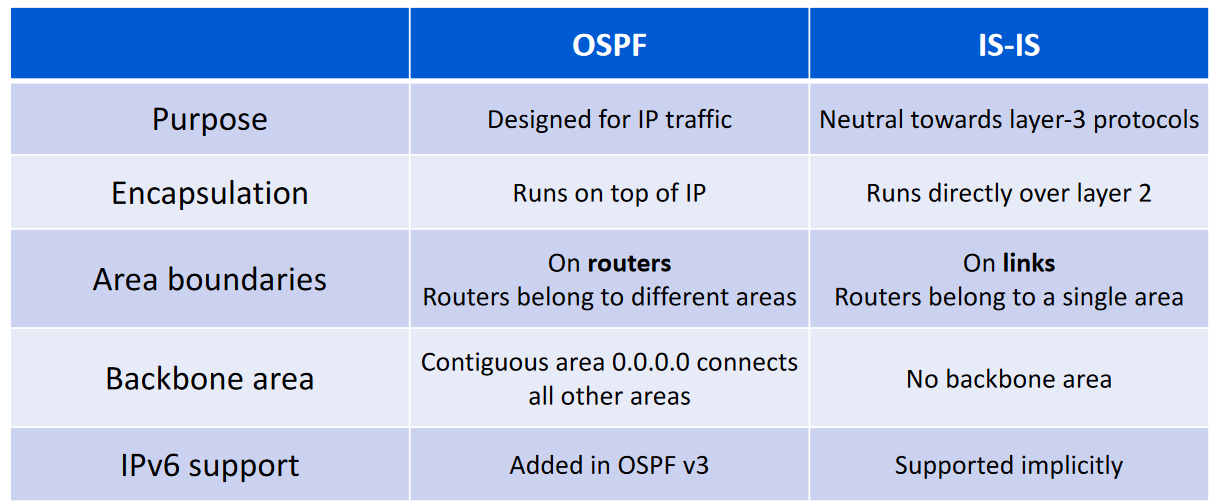 OSPF
IS-IS
Purpose
Designed for IP traffic
Neutral towards layer-3 protocols
Encapsulation
Runs on top of IP
Runs directly over layer 2
Area boundaries
On routers
Routers belong to different areas
On links
Routers belong to a single area
Backbone area
Contiguous area 0.0.0.0 connects
all other areas
No backbone area
IPv6 support
Added in OSPF v3
Supported implicitly